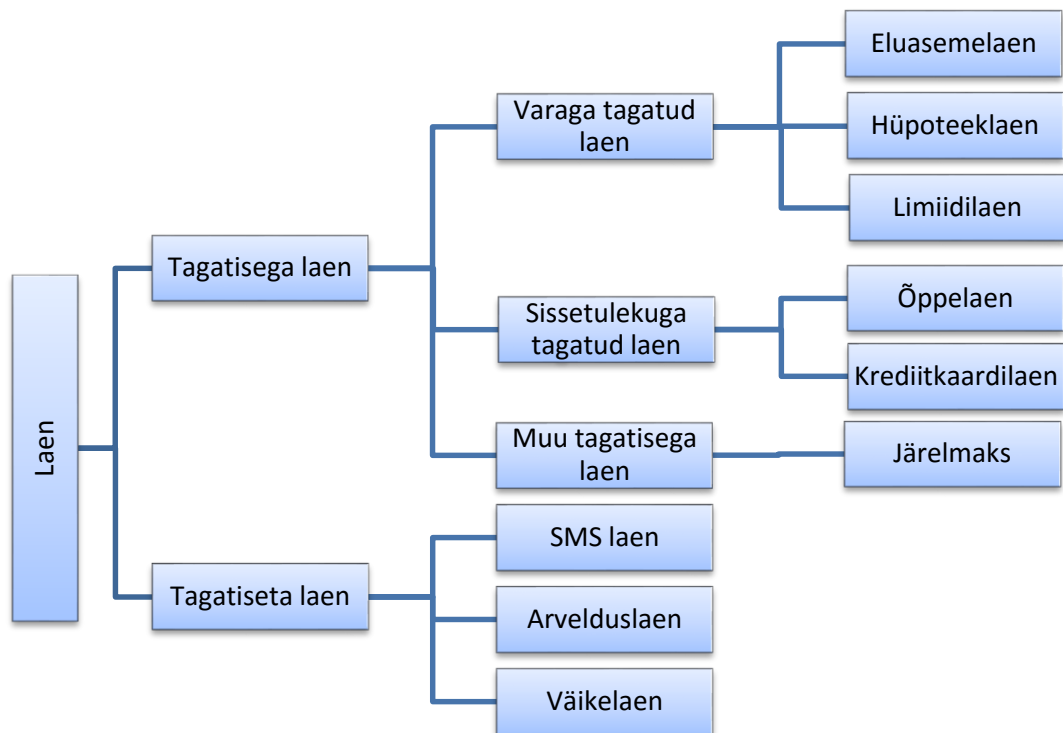 Laen
Tagatisega laen
Varaga tagatud
laen
Eluasemelaen
Hüpoteeklaen
Limiidilaen
Sissetulekuga
tagatud laen
Õppelaen
Krediitkaardilaen
Muu tagatisega
laen
Järelmaks
Tagatiseta laen
SMS laen
Arvelduslaen
Väikelaen